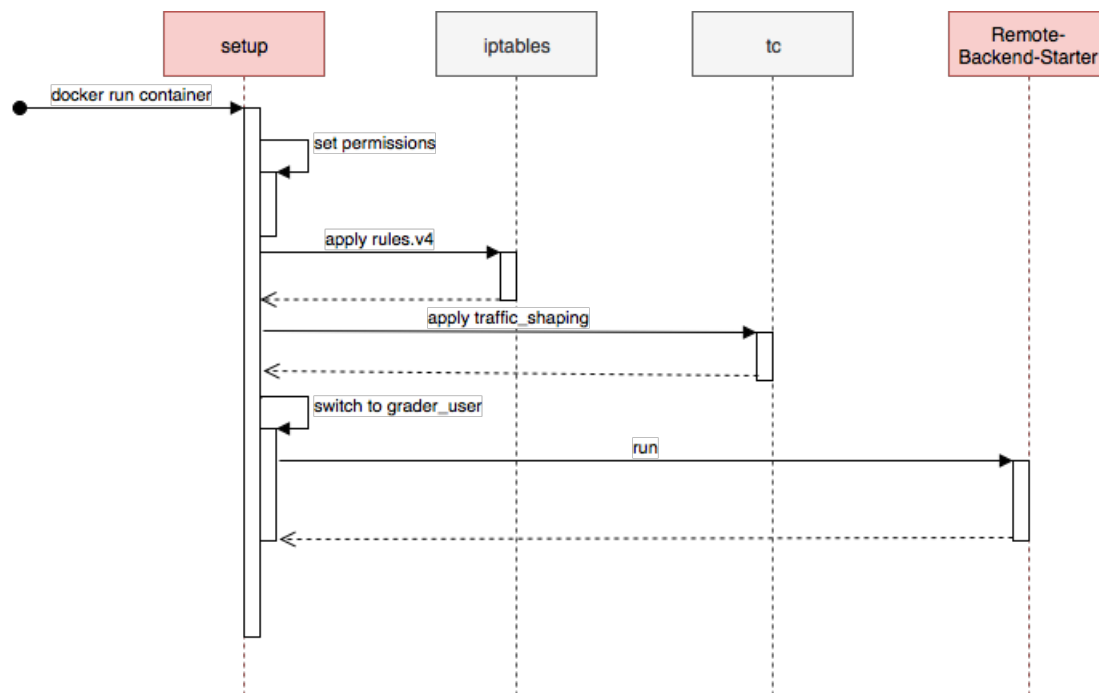 setup
iptables
tc
Remote-
Backend-Starter
docker run container
set permissions
apply rules.v4
apply traffic_shaping
switch to grader_user
run